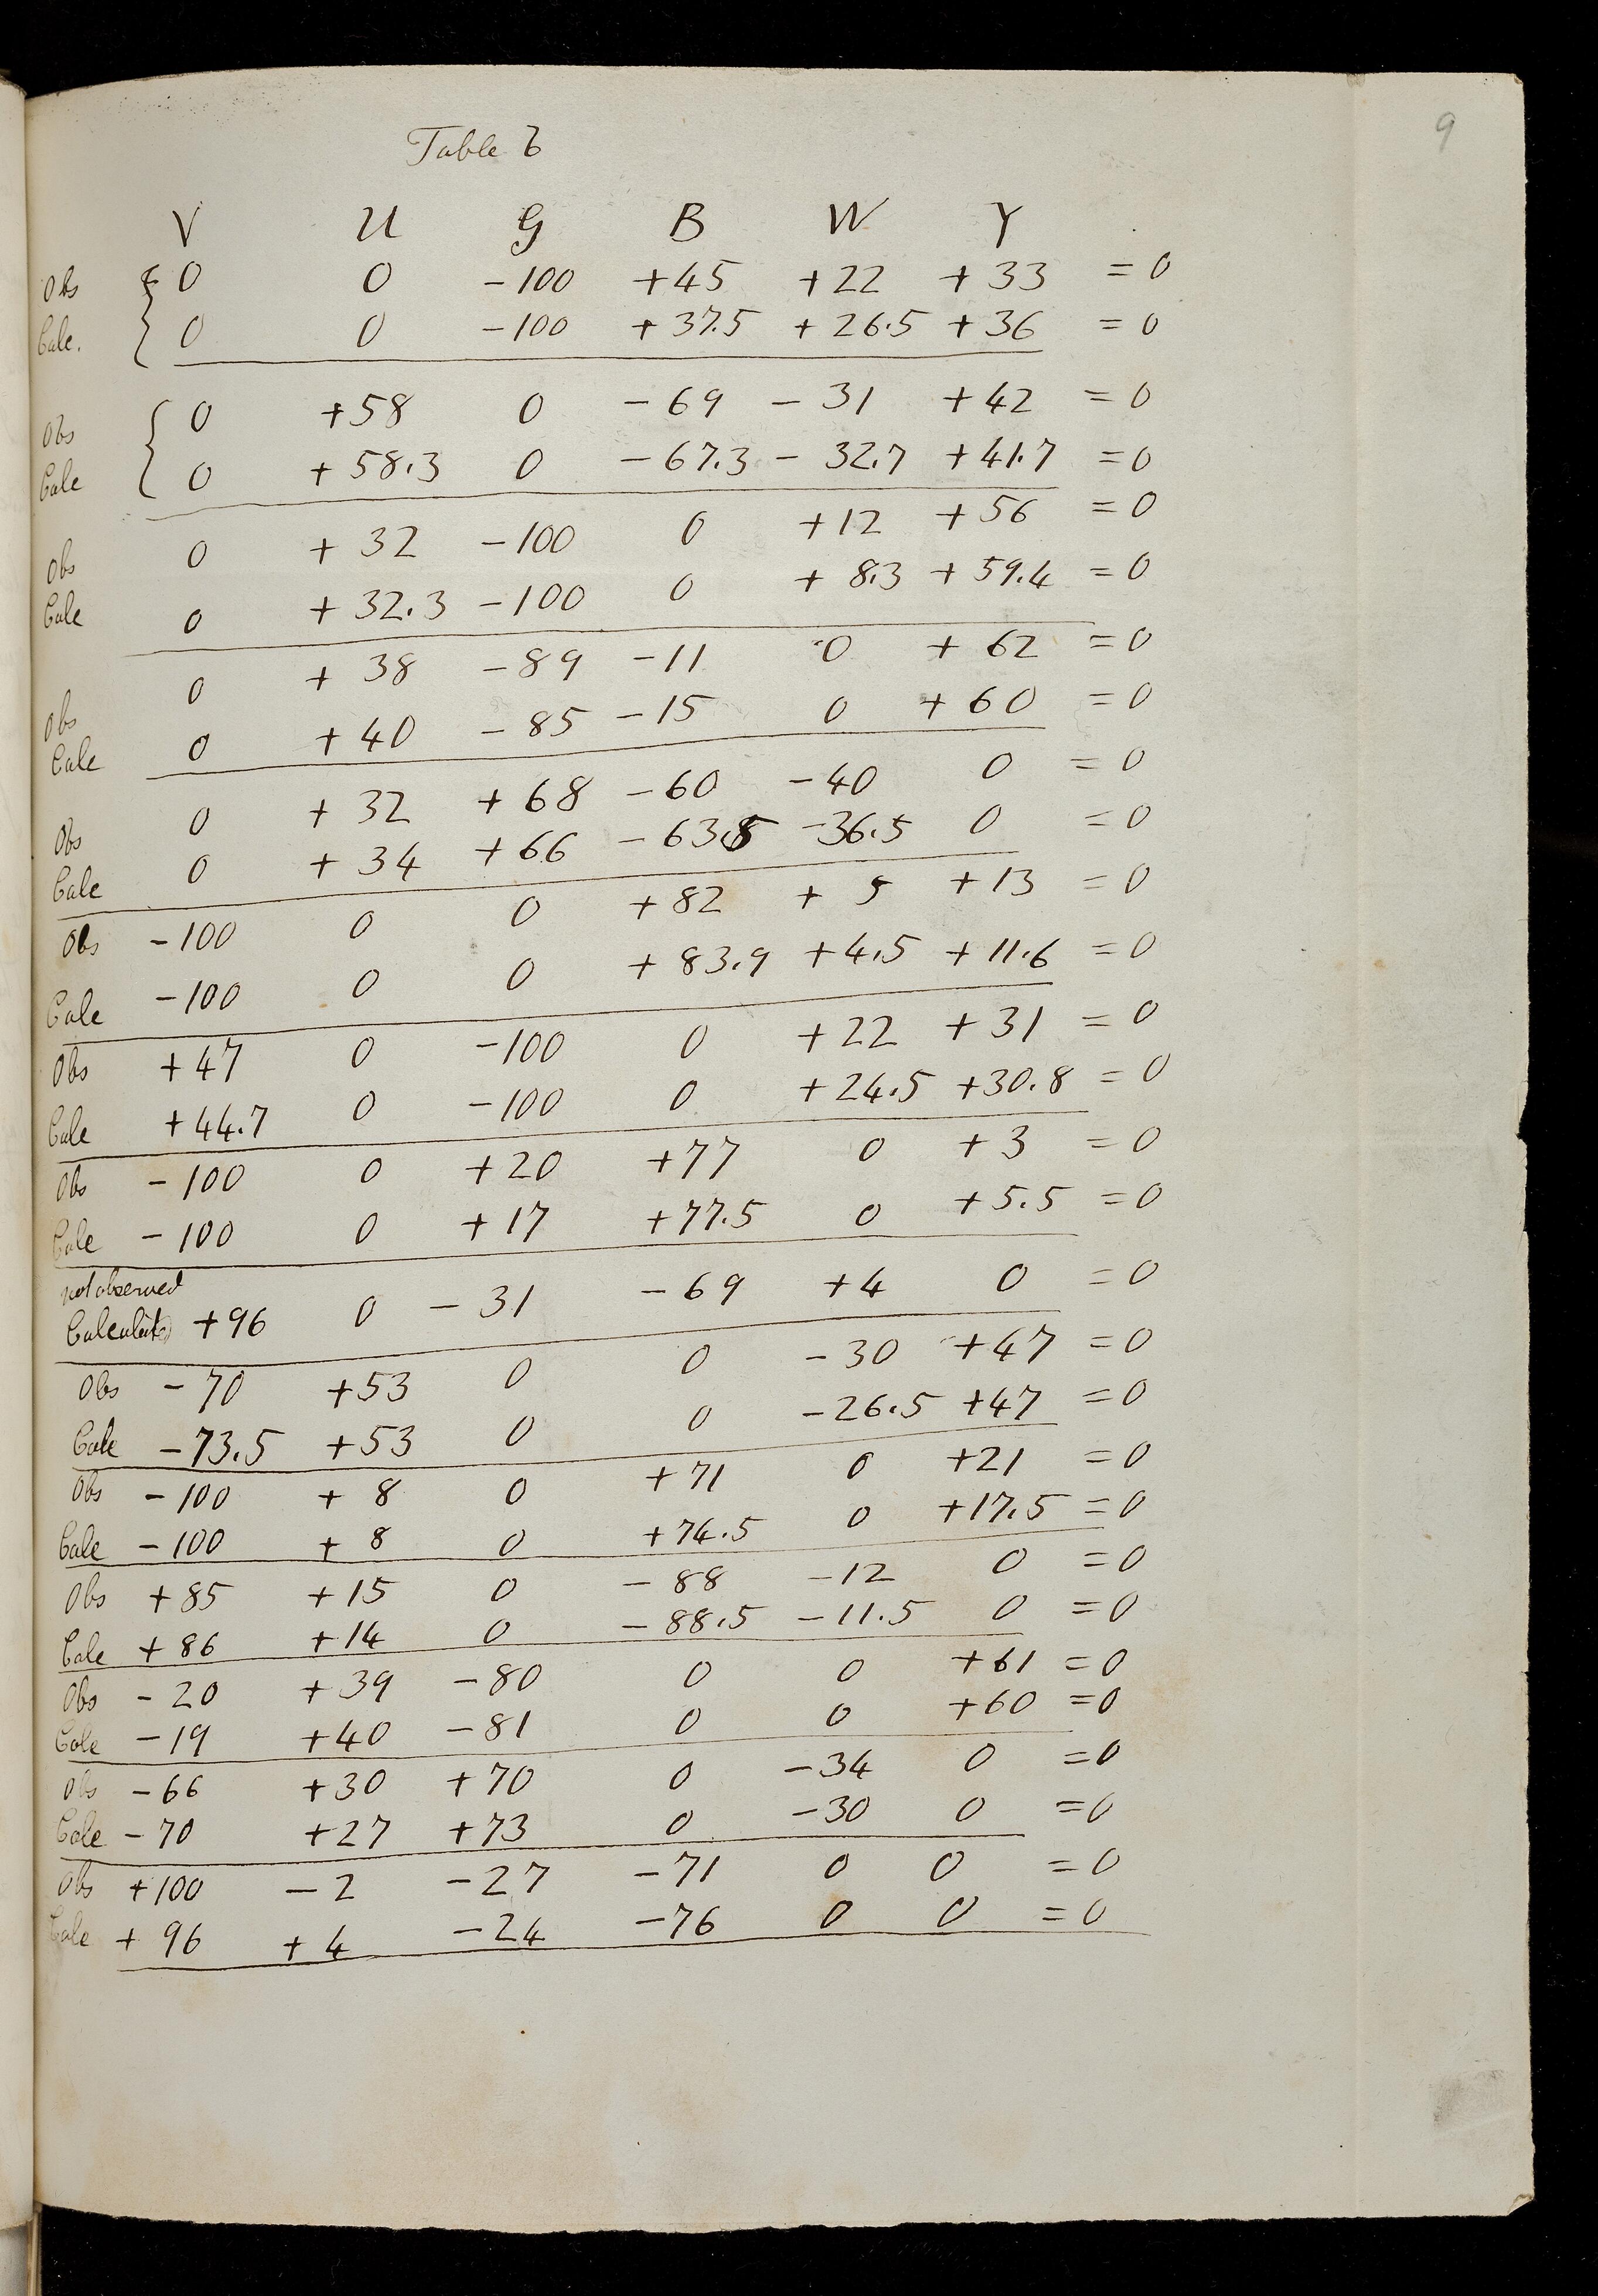 9
Table 6
V U G B W Y
Obs 0 0 -100 +45 +22 +33 =0
Calc. 0 0 -100 +37.5 +26.5 +36 =0
Obs 0 +58 0 -69 -31 +42 =0
Calc 0 +58.3 0 -67.3 -32.7 +41.7 =0
Obs 0 +32 -100 0 +12 +56 =0
Calc 0 +32.3 -100 0 +8.3 +59.4 =0
Obs 0 +38 -89 -11 0 +62 =0
Calc 0 +40 -85 -15 0 +60 =0
Obs 0 +32 +68 -60 -40 0 =0
Calc 0 +34 +66 -63.5 -36.5 0 =0
Obs -100 0 0 +82 +5 +13 =0
Calc -100 0 0 +83.9 +4.5 +11.6 =0
Obs +47 0 -100 0 +22 +31 =0
Calc +44.7 0 -100 0 +24.5 +30.8 =0
Obs -100 0 +20 +77 0 +3 =0
Calc -100 0 +17 +77.5 0 +5.5 =0
not observed
Calculated +96 0 -31 -69 +4 0 =0
Obs -70 +53 0 0 -30 +47 =0
Calc -73.5 +53 0 0 -26.5 +47 =0
Obs -100 +8 0 +71 0 +21 =0
Calc -100 +8 0 +74.5 0 +17.5 =0
Obs +85 +15 0 -88 -12 0 =0
Calc +86 +14 0 -88.5 -11.5 0 =0
Obs -20 +39 -80 0 0 +61 =0
Calc -19 +40 -81 0 0 +60 =0
Obs -66 +30 +70 0 -34 0 =0
Calc -70 +27 +73 0 -30 0 =0
Obs +100 -2 -27 -71 0 0 =0
Calc +96 +4 -24 -76 0 0 =0